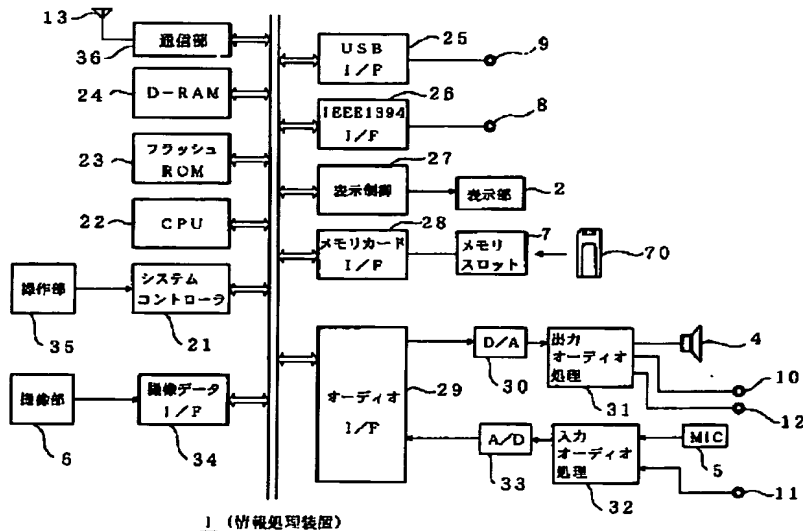 13
通信部
36
D-RAM
24
フラッシュ
ROM
23
CPU
22
操作部
35
システム
コントローラ
21
撮像部
6
撮像データ
I/F
34
USB
I/F
25
9
IEEE1394
I/F
26
8
表示制御
27
表示部
2
メモリカード
I/F
28
メモリ
スロット
7
70
オーディオ
I/F
29
D/A
30
出力
オーディオ
処理
31
4
10
12
A/D
33
入力
オーディオ
処理
32
MIC
5
11
1 (情報処理装置)